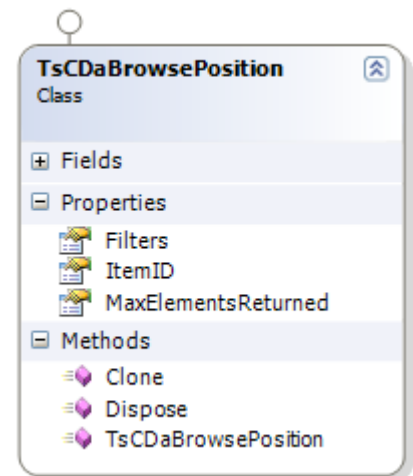 TsCDaBrowsePosition
Class
Fields
Properties
Filters
ItemID
MaxElementsReturned
Methods
Clone
Dispose
TsCDaBrowsePosition